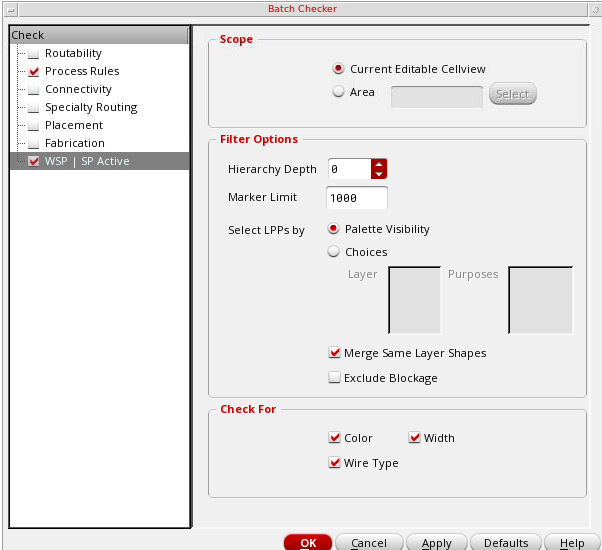 Batch Checker
Check
Routability
Process Rules
Connectivity
Specialty Routing
Placement
Fabrication
WSP | SP Active
Scope
Current Editable Cellview
Area
Select
Filter Options
Hierarchy Depth 0
Marker Limit 1000
Select LPPs by Palette Visibility
Choices
Layer Purposes
Merge Same Layer Shapes
Exclude Blockage
Check For
Color Width
Wire Type
OK Cancel Apply Defaults Help